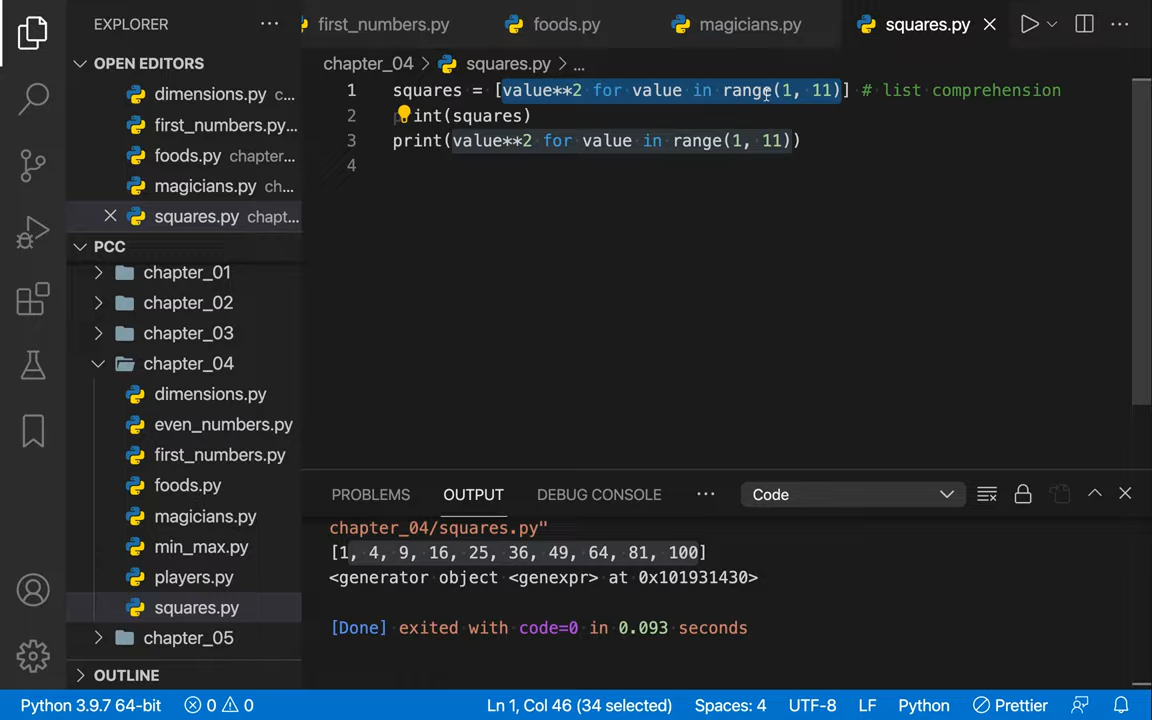 EXPLORER ...
first_numbers.py foods.py magicians.py squares.py ...
OPEN EDITORS
chapter_04 > squares.py > ...
dimensions.py c...
first_numbers.py...
foods.py chapter...
magicians.py ch...
squares.py chapt...
1 squares = [value**2 for value in range(1, 11)] # list comprehension
2 int(squares)
3 print(value**2 for value in range(1, 11))
4
PCC
chapter_01
chapter_02
chapter_03
chapter_04
dimensions.py
even_numbers.py
first_numbers.py
foods.py
magicians.py
min_max.py
players.py
squares.py
chapter_05
OUTLINE
PROBLEMS OUTPUT DEBUG CONSOLE ... Code
chapter_04/squares.py"
[1, 4, 9, 16, 25, 36, 49, 64, 81, 100]
<generator object <genexpr> at 0x101931430>
[Done] exited with code=0 in 0.093 seconds
Python 3.9.7 64-bit 0 0 Ln 1, Col 46 (34 selected) Spaces: 4 UTF-8 LF Python Prettier